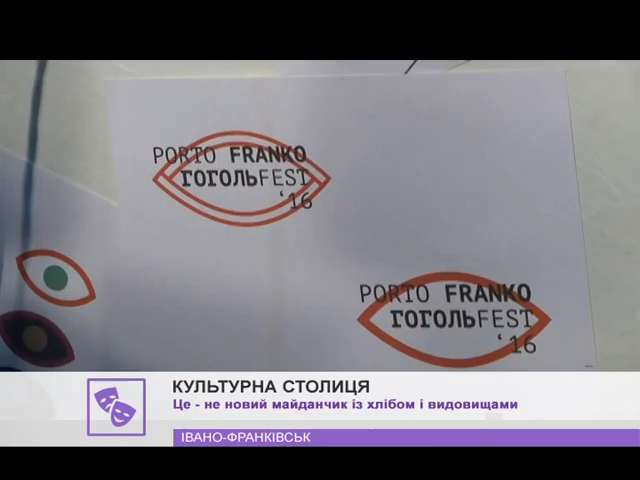 PORTO FRANKO
ГОГОЛЬFEST
'16
PORTO FRANKO
ГОГОЛЬFEST
'16
КУЛЬТУРНА СТОЛИЦЯ
Це - не новий майданчик із хлібом і видовищами
ІВАНО-ФРАНКІВСЬК